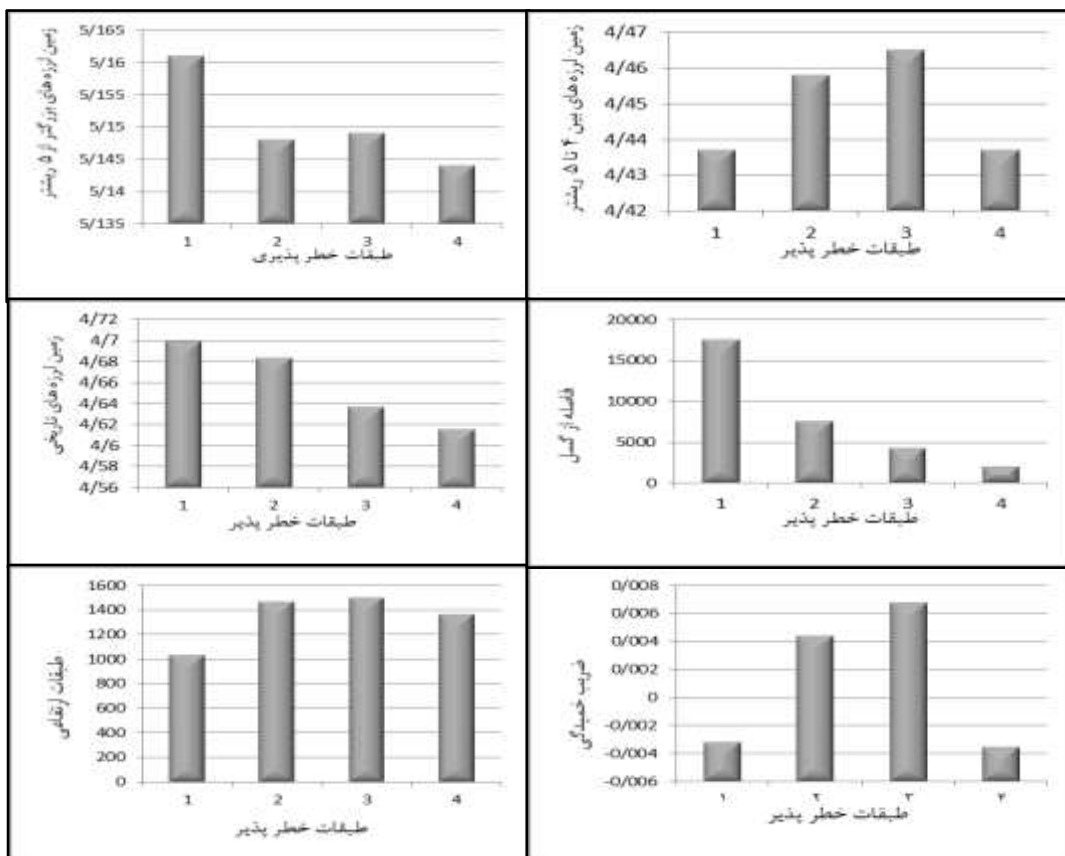 زمین لرزه های بزرگتر از ۵ ریشتر
5/165
5/16
5/155
5/15
5/145
5/14
5/135
1 2 3 4
طبقات خطر پذیری
زمین لرزه های بین ۴ تا ۵ ریشتر
4/47
4/46
4/45
4/44
4/43
4/42
1 2 3 4
طبقات خطر پذیر
زمین لرزه های تاریخی
4/72
4/7
4/68
4/66
4/64
4/62
4/6
4/58
4/56
1 2 3 4
طبقات خطر پذیر
فاصله از گسل
20000
15000
10000
5000
0
1 2 3 4
طبقات خطر پذیر
طبقات ارتفاعی
1600
1400
1200
1000
800
600
400
200
0
1 2 3 4
طبقات خطر پذیر
ضریب خمیدگی
0/008
0/006
0/004
0/002
0
-0/002
-0/004
-0/006
۱ ۲ ۳ ۴
طبقات خطر پذیر